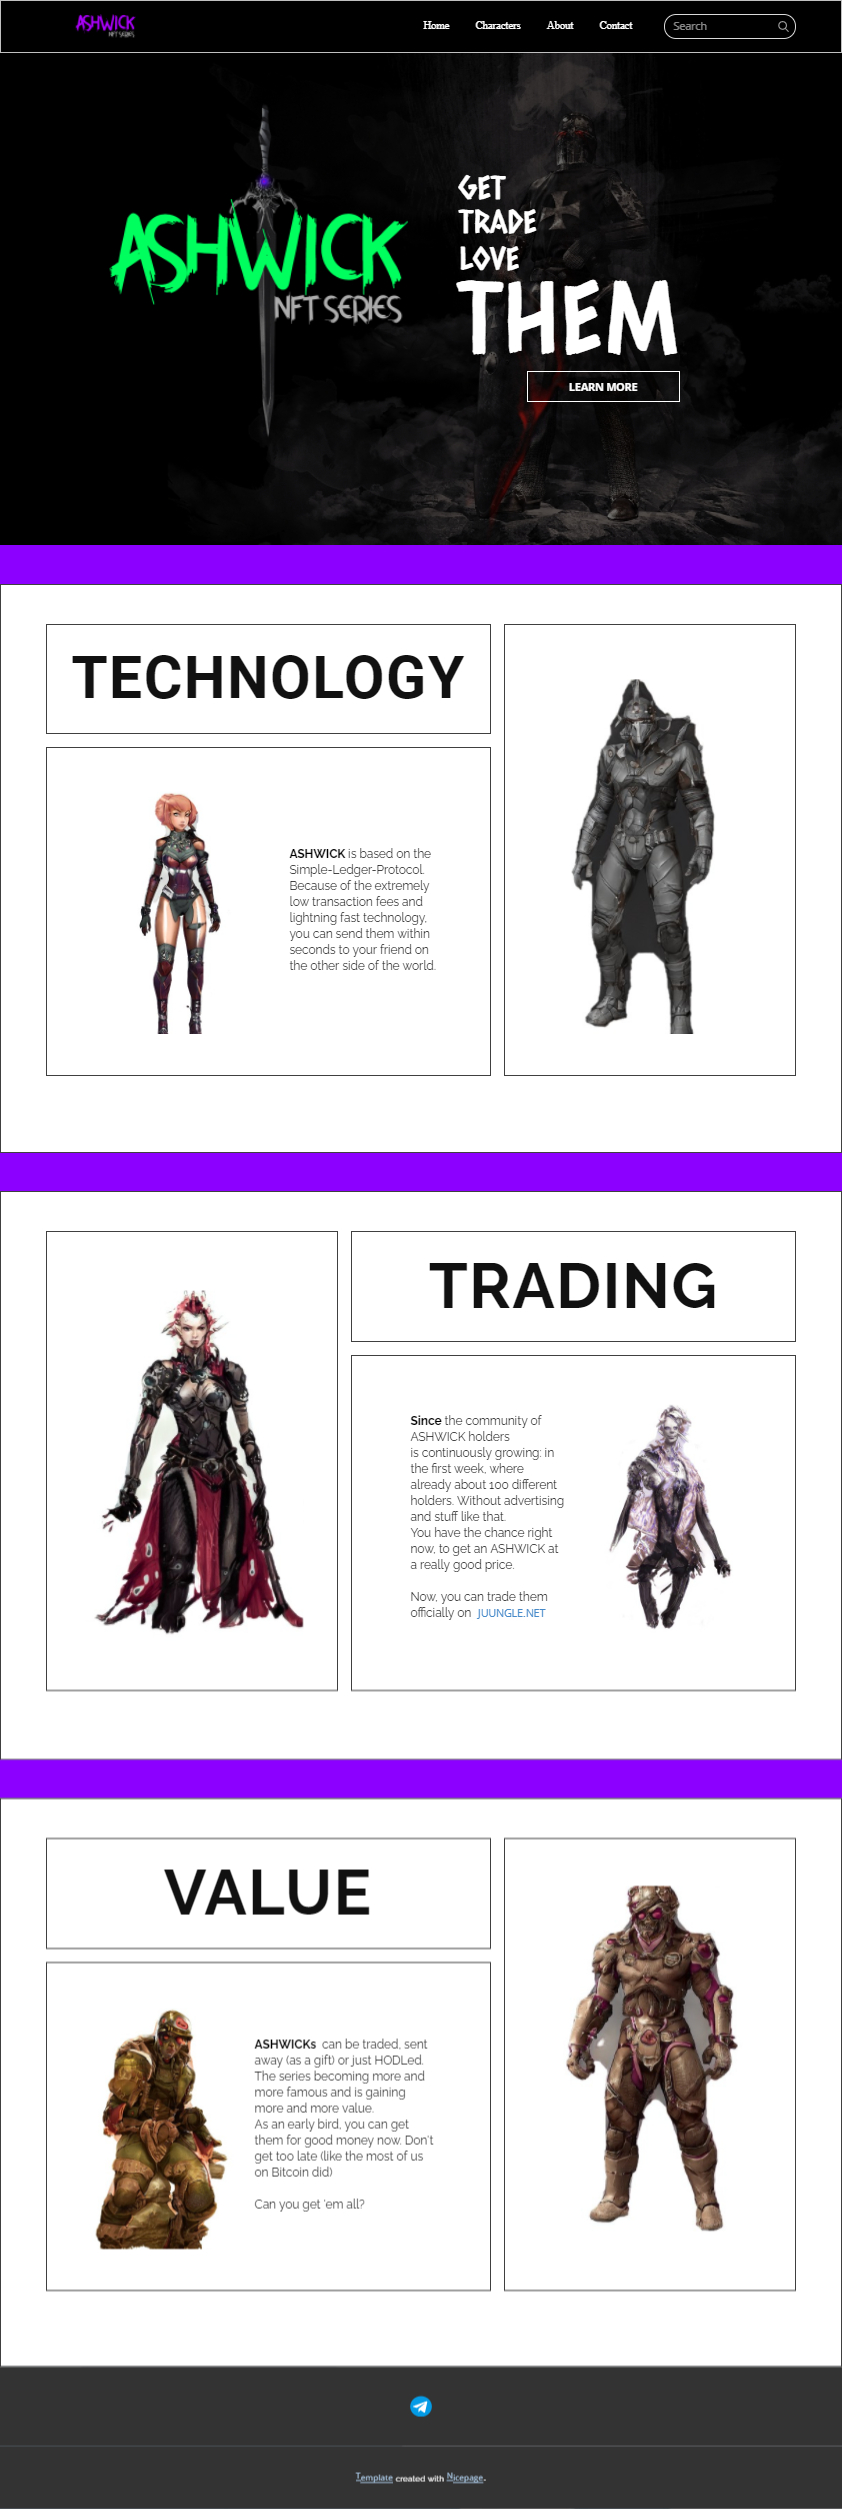 ASHWICK
NFT SERIES
Home Characters About Contact Search
ASHWICK
NFT SERIES
GET
TRADE
LOVE
THEM
LEARN MORE
TECHNOLOGY
ASHWICK is based on the
Simple-Ledger-Protocol.
Because of the extremely
low transaction fees and
lightning fast technology,
you can send them within
seconds to your friend on
the other side of the world.
TRADING
Since the community of
ASHWICK holders
is continuously growing: in
the first week, where
already about 100 different
holders. Without advertising
and stuff like that.
You have the chance right
now, to get an ASHWICK at
a really good price.
Now, you can trade them
officially on JUUNGLE.NET
VALUE
ASHWICKs can be traded, sent
away (as a gift) or just HODLed.
The series becoming more and
more famous and is gaining
more and more value.
As an early bird, you can get
them for good money now. Don't
get too late (like the most of us
on Bitcoin did)
Can you get 'em all?
Template created with Nicepage.